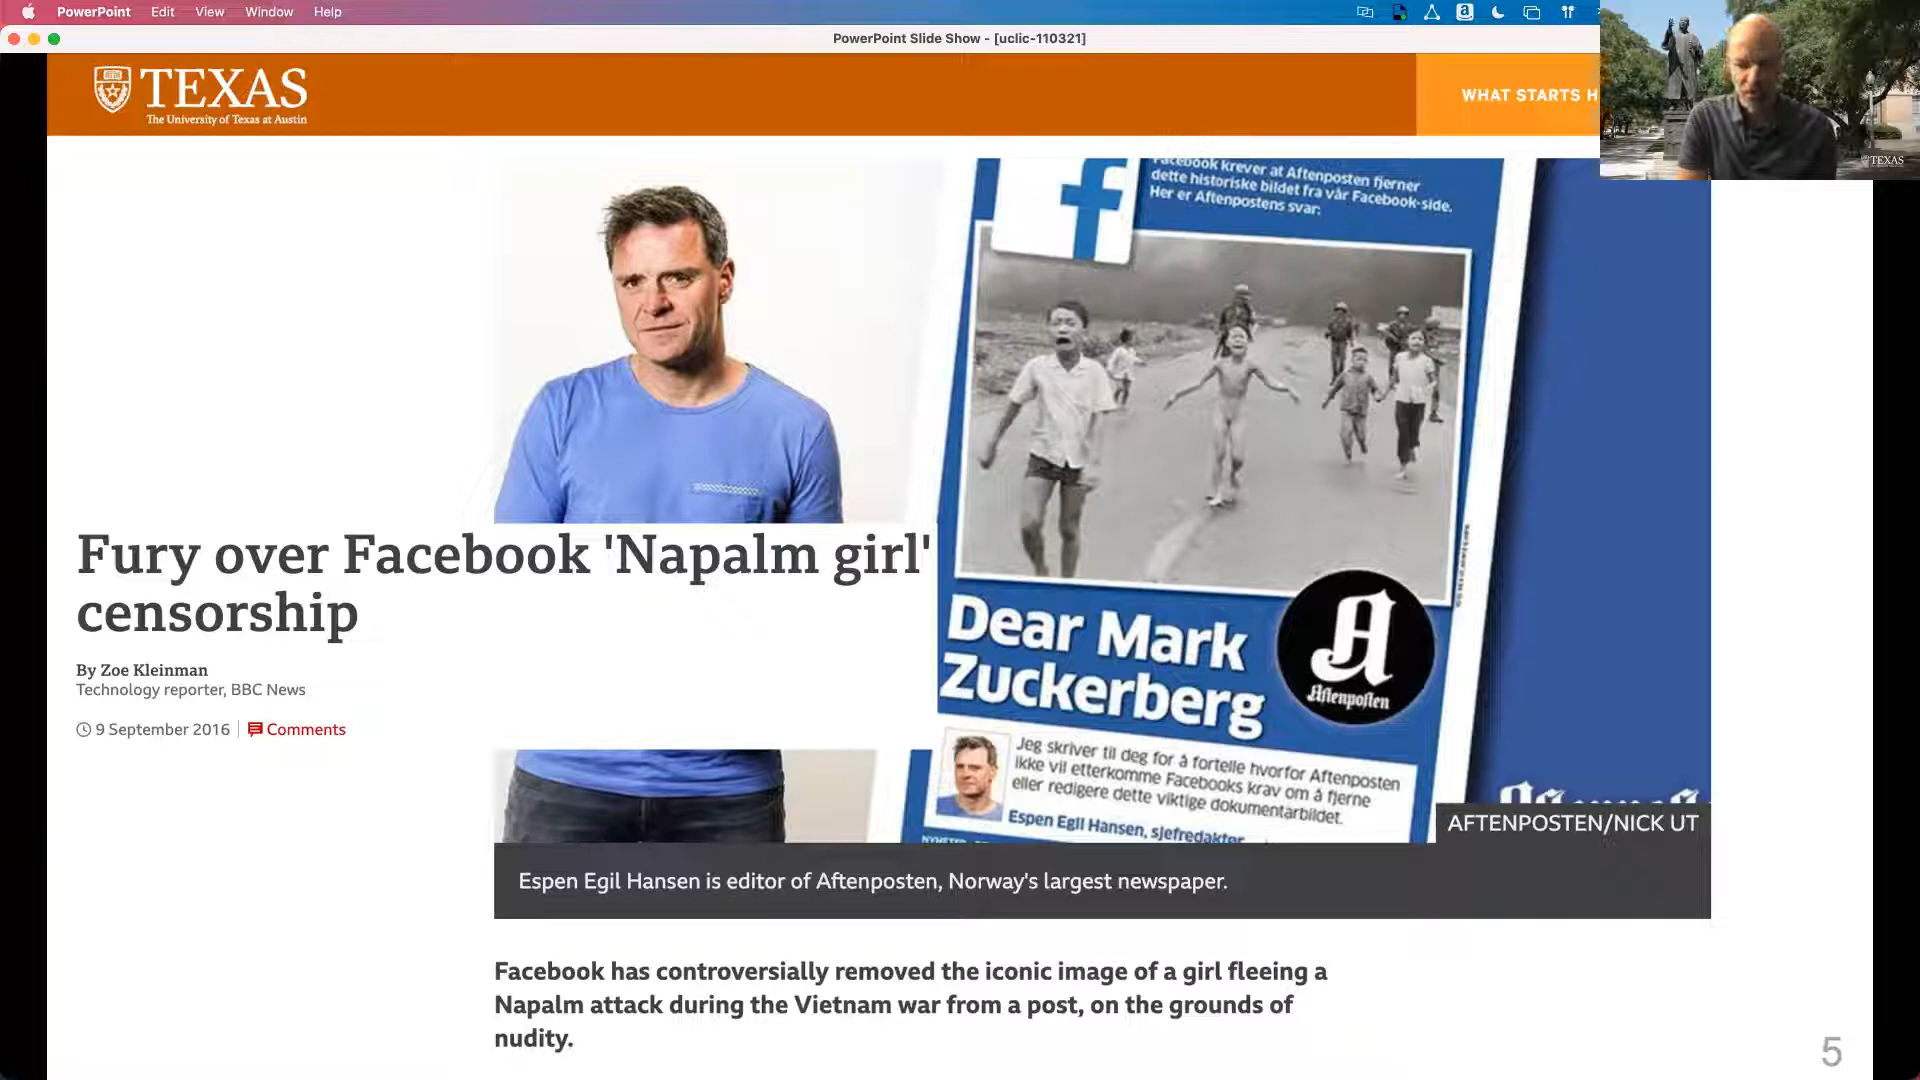 PowerPoint Edit View Window Help
PowerPoint Slide Show - [uclic-110321]
TEXAS
The University of Texas at Austin
WHAT STARTS H
TEXAS
Facebook krever at Aftenposten fjerner
dette historiske bildet fra vår Facebook-side.
Her er Aftenpostens svar:
Fury over Facebook 'Napalm girl'
censorship
By Zoe Kleinman
Technology reporter, BBC News
9 September 2016 Comments
Dear Mark
Zuckerberg
Aftenposten
Jeg skriver til deg for å fortelle hvorfor Aftenposten
ikke vil etterkomme Facebooks krav om å fjerne
eller redigere dette viktige dokumentarbildet.
Espen Egil Hansen, sjefredaktør
AFTENPOSTEN/NICK UT
Espen Egil Hansen is editor of Aftenposten, Norway's largest newspaper.
Facebook has controversially removed the iconic image of a girl fleeing a
Napalm attack during the Vietnam war from a post, on the grounds of
nudity.
5